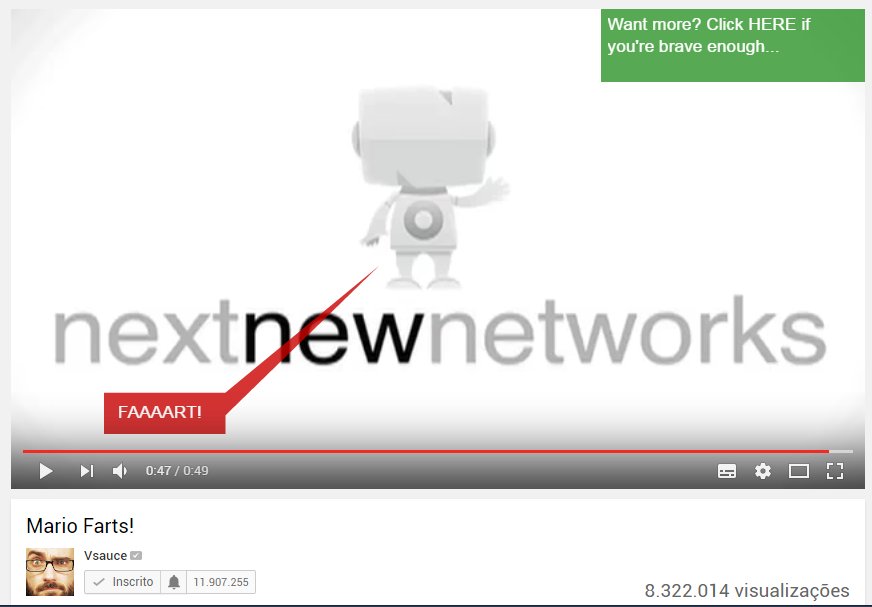 Want more? Click HERE if
you're brave enough...
nextnewnetworks
FAAAART!
0:47 / 0:49
Mario Farts!
Vsauce
Inscrito 11.907.255
8.322.014 visualizações